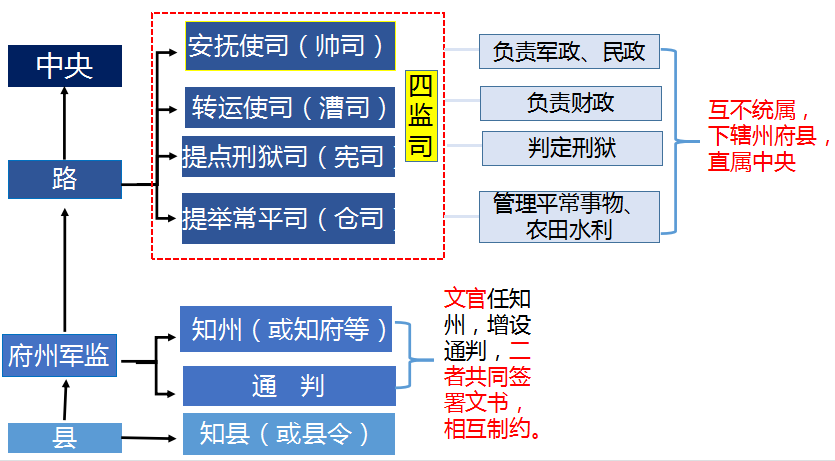 中央
路
府州军监
县
安抚使司（帅司）
转运使司（漕司）
提点刑狱司（宪司）
提举常平司（仓司）
四
监
司
负责军政、民政
负责财政
判定刑狱
管理平常事物、
农田水利
互不统属，
下辖州府县，
直属中央
知州（或知府等）
通 判
知县（或县令）
文官任知
州，增设
通判，二
者共同签
署文书，
相互制约。